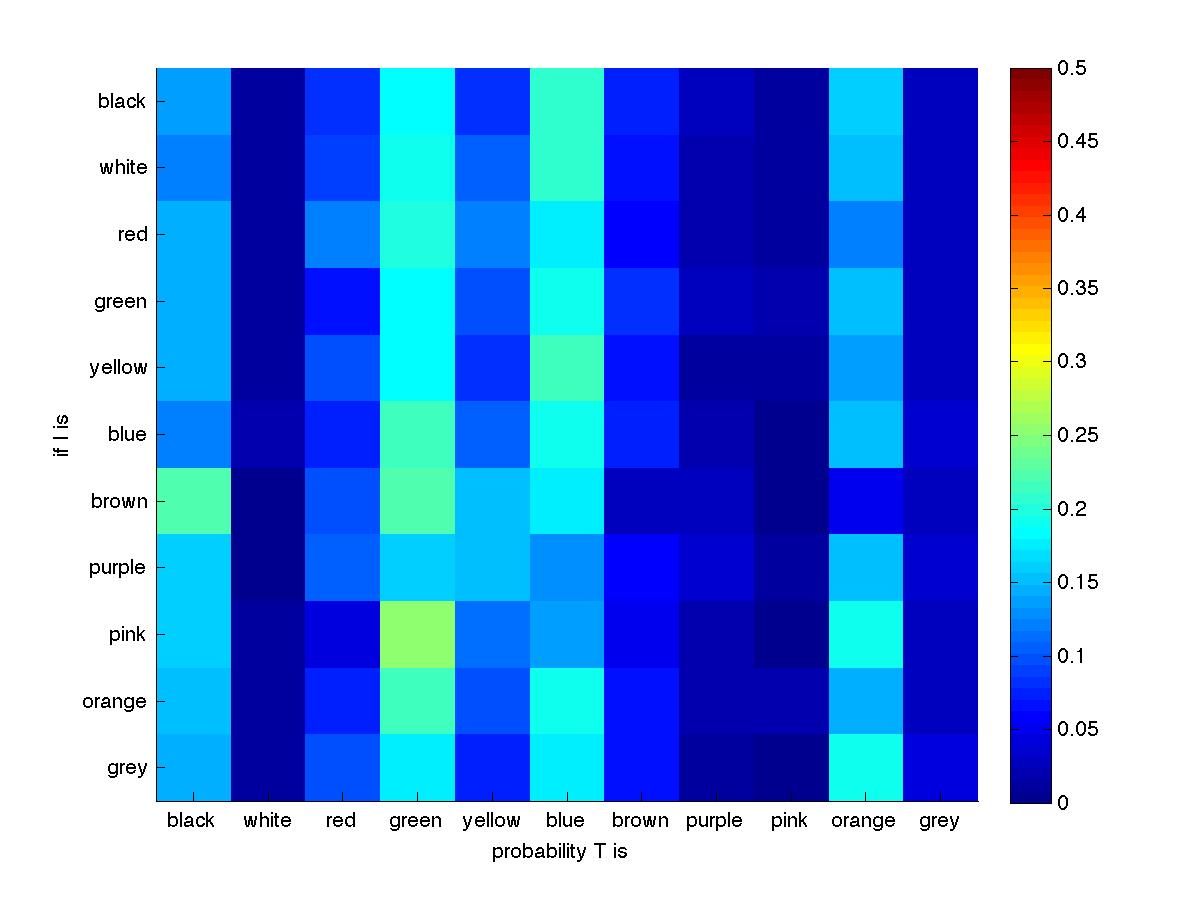 black
white
red
green
yellow
blue
brown
purple
pink
orange
grey
if I is
black white red green yellow blue brown purple pink orange grey
probability T is
0.5
0.45
0.4
0.35
0.3
0.25
0.2
0.15
0.1
0.05
0